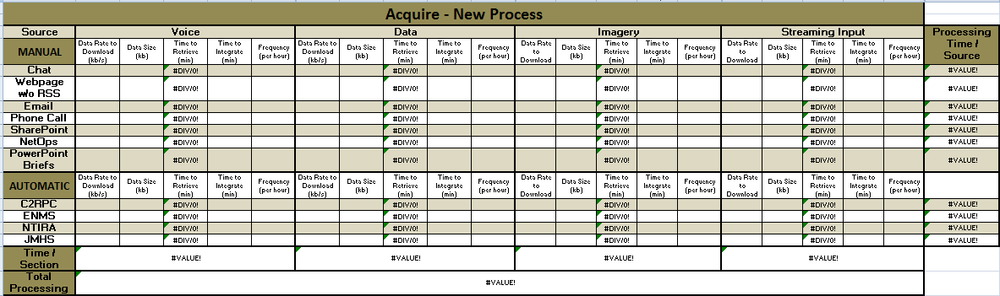 Acquire - New Process
Source Voice Data Imagery Streaming Input Processing Time / Source
MANUAL Data Rate to Download (kb/s) Data Size (kb) Time to Retrieve (min) Time to Integrate (min) Frequency (per hour) Data Rate to Download (kb/s) Data Size (kb) Time to Retrieve (min) Time to Integrate (min) Frequency (per hour) Data Rate to Download Data Size (kb) Time to Retrieve (min) Time to Integrate (min) Frequency (per hour) Data Rate to Download Data Size (kb) Time to Retrieve (min) Time to Integrate (min) Frequency (per hour)
Chat #DIV/0! #DIV/0! #DIV/0! #DIV/0! #VALUE!
Webpage w/o RSS #DIV/0! #DIV/0! #DIV/0! #DIV/0! #VALUE!
Email #DIV/0! #DIV/0! #DIV/0! #DIV/0! #VALUE!
Phone Call #DIV/0! #DIV/0! #DIV/0! #DIV/0! #VALUE!
SharePoint #DIV/0! #DIV/0! #DIV/0! #DIV/0! #VALUE!
NetOps #DIV/0! #DIV/0! #DIV/0! #DIV/0! #VALUE!
PowerPoint Briefs #DIV/0! #DIV/0! #DIV/0! #DIV/0! #VALUE!
AUTOMATIC Data Rate to Download (kb/s) Data Size (kb) Time to Retrieve (min) Time to Integrate (min) Frequency (per hour) Data Rate to Download (kb/s) Data Size (kb) Time to Retrieve (min) Time to Integrate (min) Frequency (per hour) Data Rate to Download Data Size (kb) Time to Retrieve (min) Time to Integrate (min) Frequency (per hour) Data Rate to Download Data Size (kb) Time to Retrieve (min) Time to Integrate (min) Frequency (per hour)
C2RPC #DIV/0! #DIV/0! #DIV/0! #DIV/0! #VALUE!
ENMS #DIV/0! #DIV/0! #DIV/0! #DIV/0! #VALUE!
NTIRA #DIV/0! #DIV/0! #DIV/0! #DIV/0! #VALUE!
JMHS #DIV/0! #DIV/0! #DIV/0! #DIV/0! #VALUE!
Time / Section #VALUE! #VALUE! #VALUE! #VALUE!
Total Processing #VALUE!